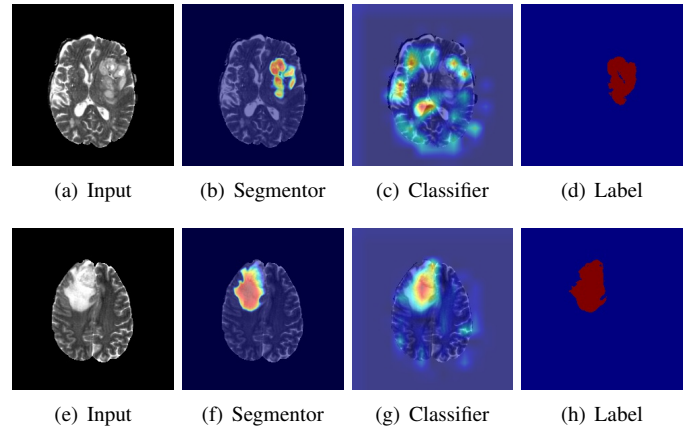 (a) Input (b) Segmentor (c) Classifier (d) Label
(e) Input (f) Segmentor (g) Classifier (h) Label